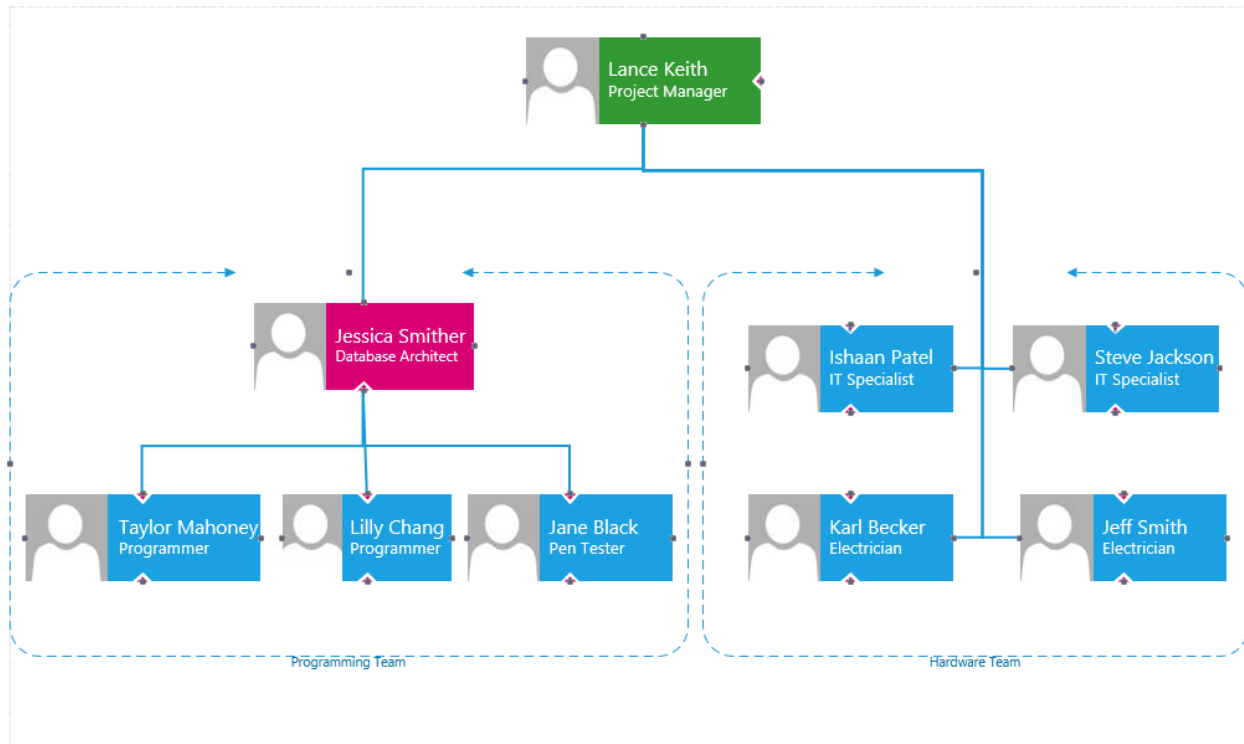 Lance Keith
Project Manager
Jessica Smither
Database Architect
Taylor Mahoney
Programmer
Lilly Chang
Programmer
Jane Black
Pen Tester
Programming Team
Ishaan Patel
IT Specialist
Steve Jackson
IT Specialist
Karl Becker
Electrician
Jeff Smith
Electrician
Hardware Team